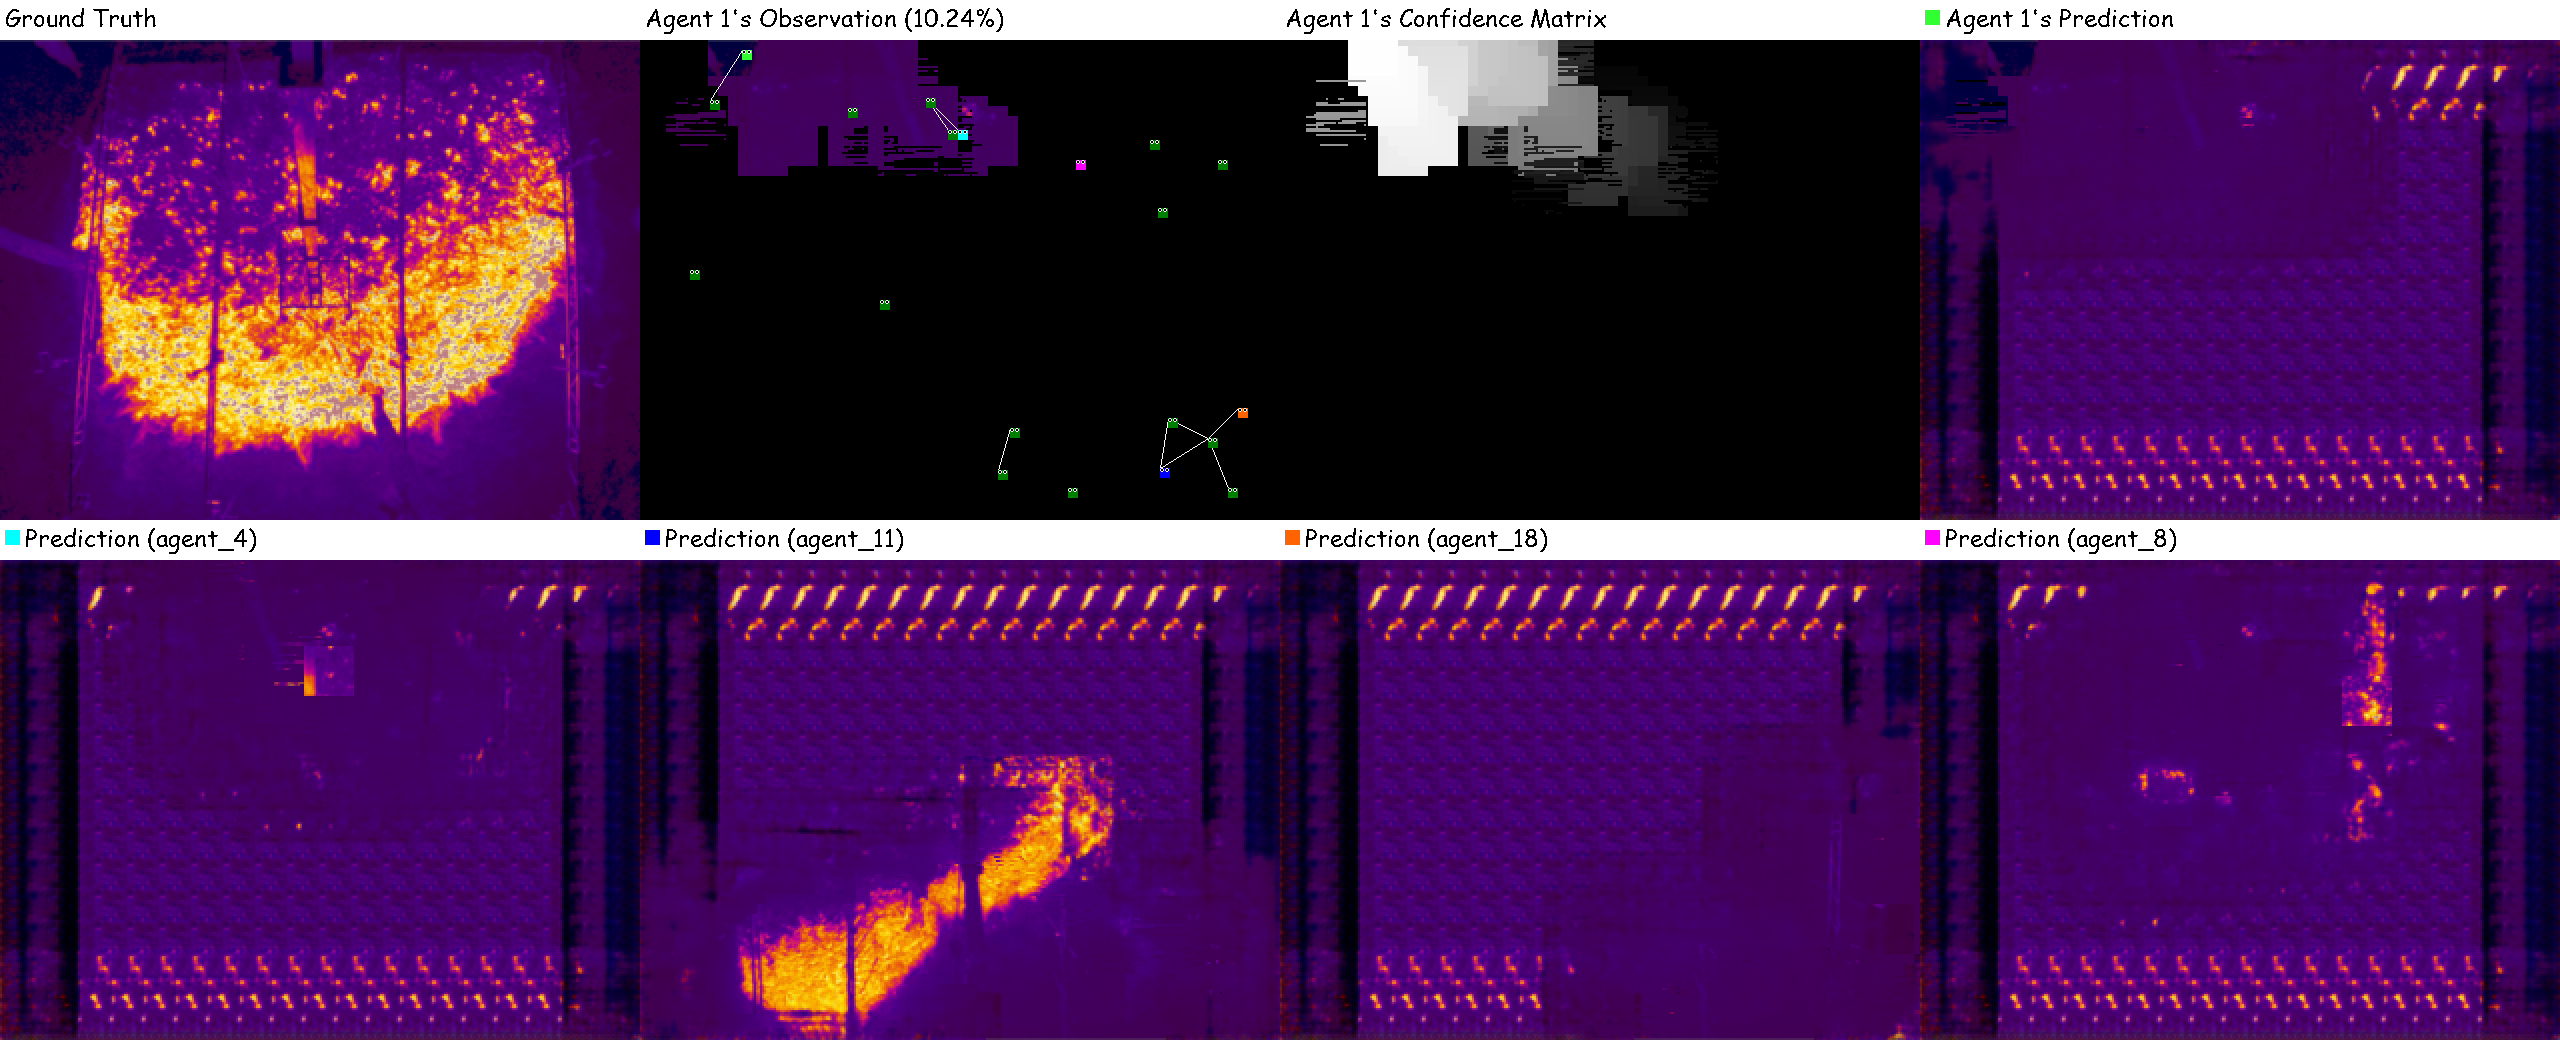 Ground Truth
Agent 1's Observation (10.24%)
Agent 1's Confidence Matrix
Agent 1's Prediction
Prediction (agent_4)
Prediction (agent_11)
Prediction (agent_18)
Prediction (agent_8)